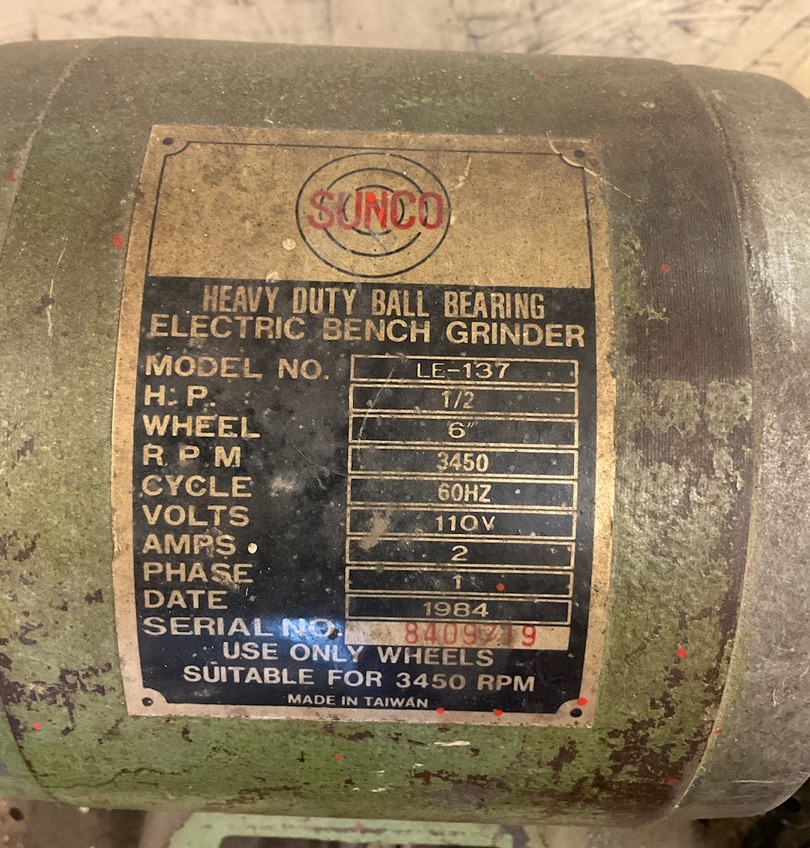 SUNCO
HEAVY DUTY BALL BEARING
ELECTRIC BENCH GRINDER
MODEL NO. LE-137
H.P. 1/2
WHEEL 6"
R P M 3450
CYCLE 60HZ
VOLTS 110V
AMPS 2
PHASE 1
DATE 1984
SERIAL NO.
USE ONLY WHEELS
SUITABLE FOR 3450 RPM
MADE IN TAIWAN